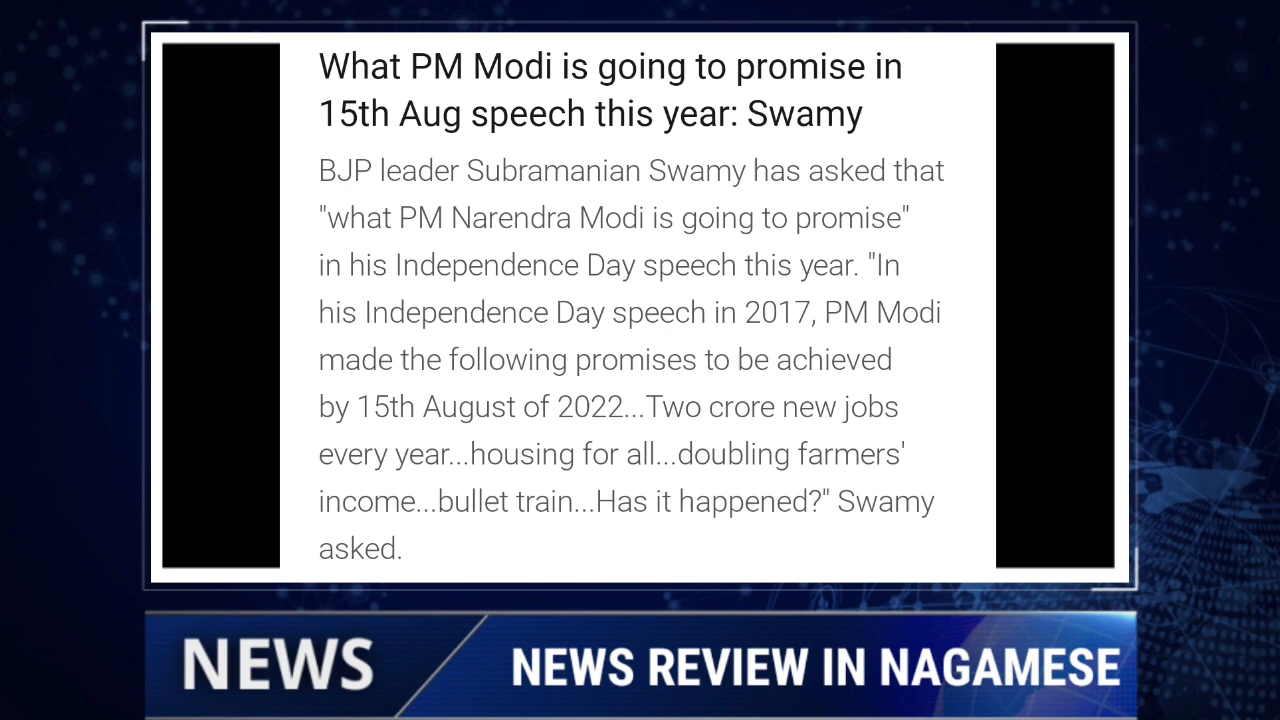 What PM Modi is going to promise in
15th Aug speech this year: Swamy
BJP leader Subramanian Swamy has asked that
"what PM Narendra Modi is going to promise"
in his Independence Day speech this year. "In
his Independence Day speech in 2017, PM Modi
made the following promises to be achieved
by 15th August of 2022...Two crore new jobs
every year...housing for all...doubling farmers'
income...bullet train...Has it happened?" Swamy
asked.
NEWS
NEWS REVIEW IN NAGAMESE